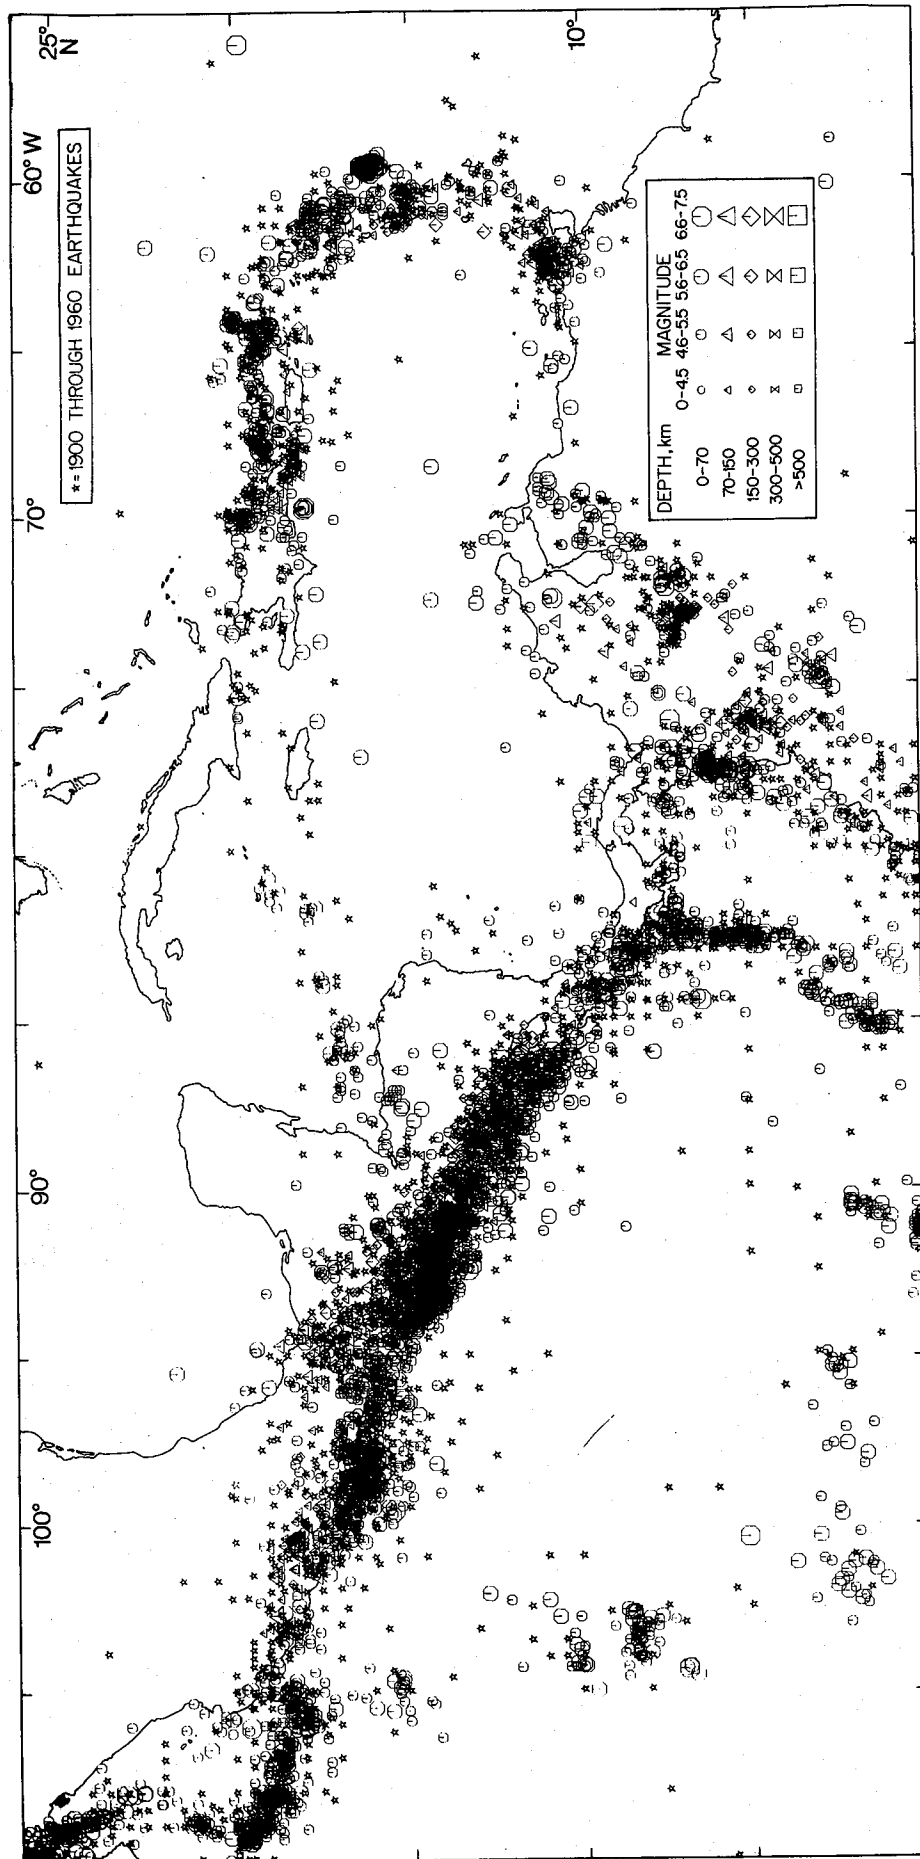 25°
N
60° W
70°
90°
100°
10°
5°
*= 1900 THROUGH 1960 EARTHQUAKES
DEPTH, km MAGNITUDE
0-4.5 4.6-5.5 5.6-6.5 6.6-7.5
0-70
70-150
150-300
300-500
>500